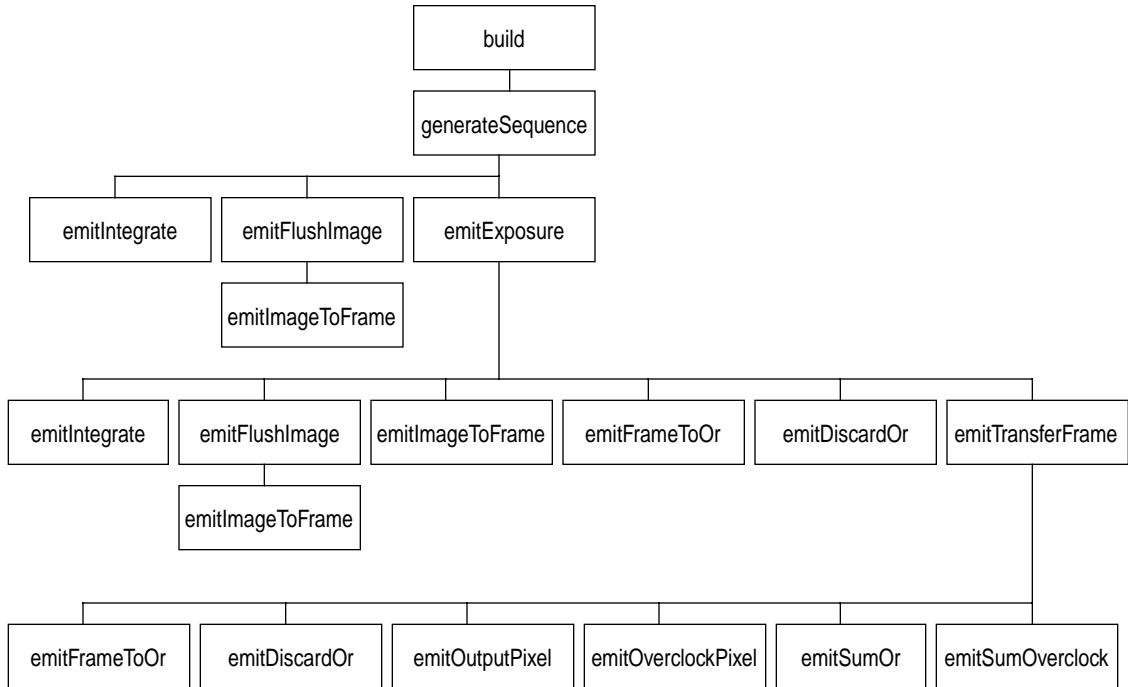 build
generateSequence
emitIntegrate
emitFlushImage
emitExposure
emitImageToFrame
emitIntegrate
emitFlushImage
emitImageToFrame
emitFrameToOr
emitDiscardOr
emitTransferFrame
emitImageToFrame
emitFrameToOr
emitDiscardOr
emitOutputPixel
emitOverclockPixel
emitSumOr
emitSumOverclock